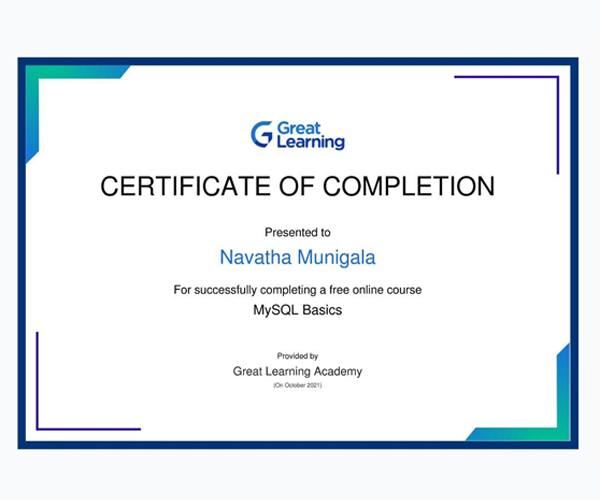 Great
Learning
CERTIFICATE OF COMPLETION
Presented to
Navatha Munigala
For successfully completing a free online course
MySQL Basics
Provided by
Great Learning Academy
(On October 2021)